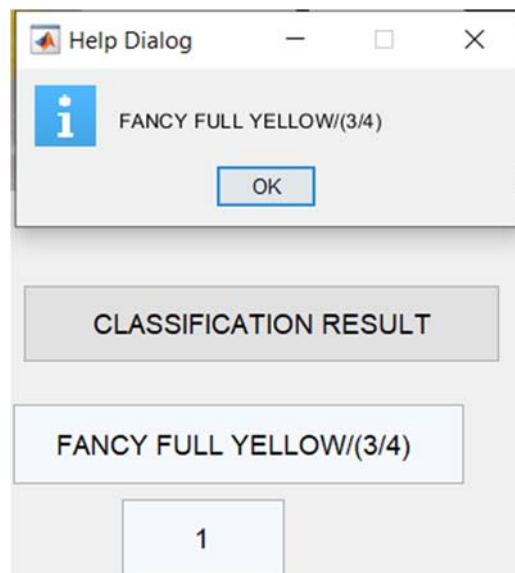 Help Dialog
FANCY FULL YELLOW/(3/4)
OK
CLASSIFICATION RESULT
FANCY FULL YELLOW/(3/4)
1